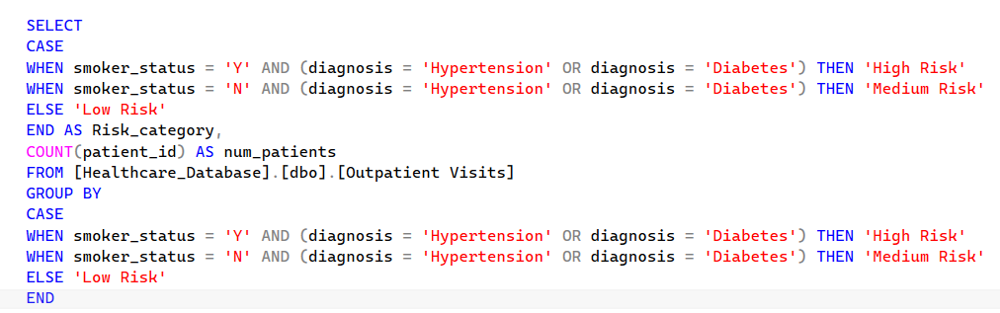 SELECT
CASE
WHEN smoker_status = 'Y' AND (diagnosis = 'Hypertension' OR diagnosis = 'Diabetes') THEN 'High Risk'
WHEN smoker_status = 'N' AND (diagnosis = 'Hypertension' OR diagnosis = 'Diabetes') THEN 'Medium Risk'
ELSE 'Low Risk'
END AS Risk_category,
COUNT(patient_id) AS num_patients
FROM [Healthcare_Database].[dbo].[Outpatient Visits]
GROUP BY
CASE
WHEN smoker_status = 'Y' AND (diagnosis = 'Hypertension' OR diagnosis = 'Diabetes') THEN 'High Risk'
WHEN smoker_status = 'N' AND (diagnosis = 'Hypertension' OR diagnosis = 'Diabetes') THEN 'Medium Risk'
ELSE 'Low Risk'
END